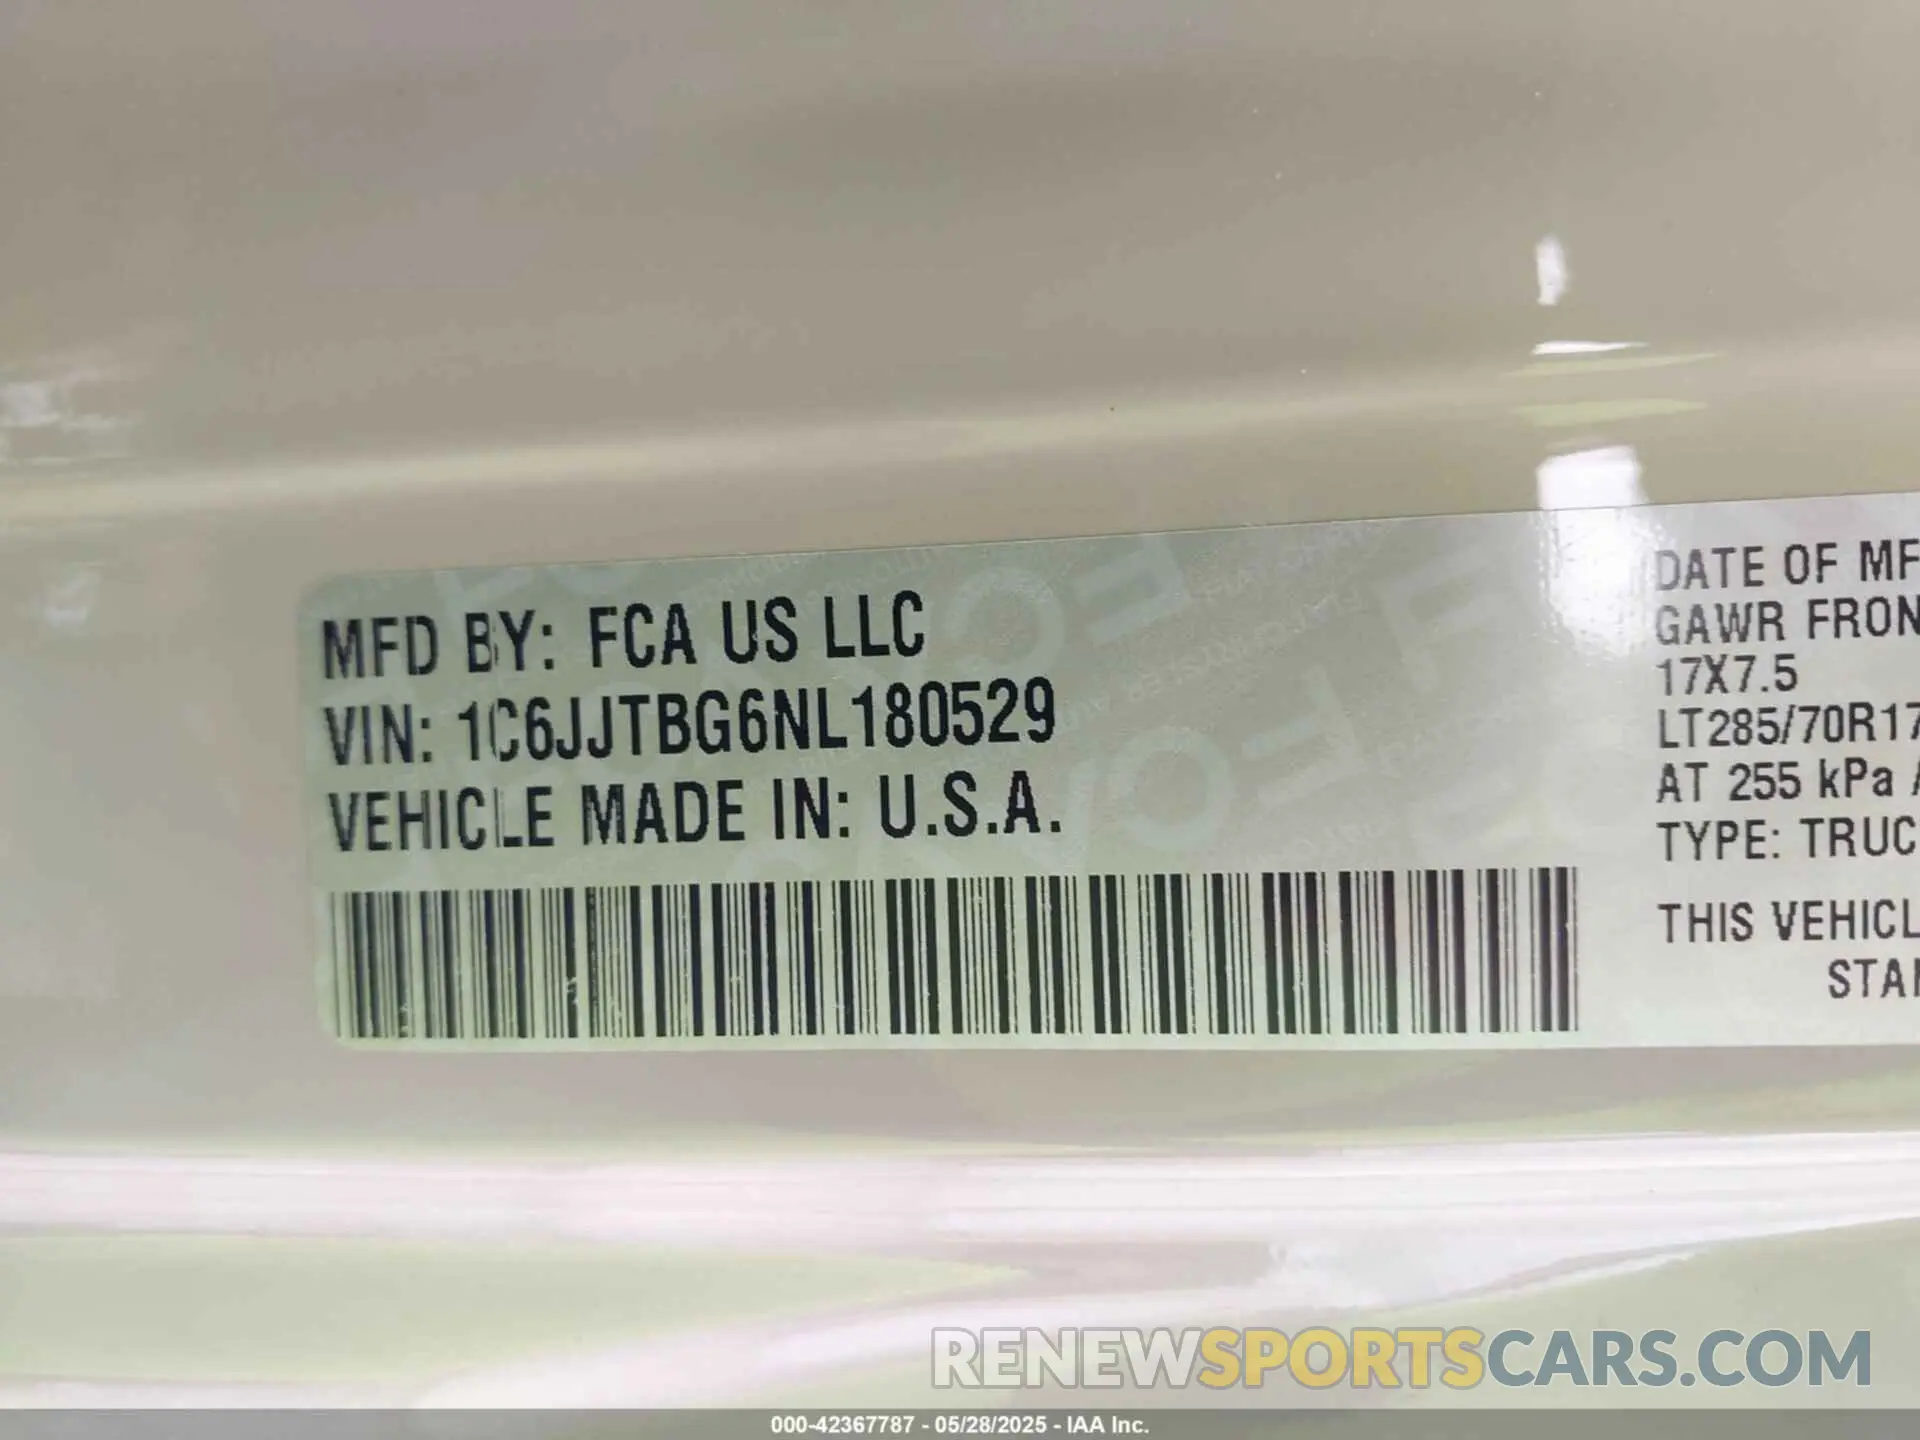 MFD BY: FCA US LLC
VIN: 1C6JJTBG6NL180529
VEHICLE MADE IN: U.S.A.
DATE OF MF
GAWR FRON
17X7.5
LT285/70R17
AT 255 kPa
TYPE: TRUC
THIS VEHICL
STAN
RENEWSPORTSCARS.COM
000-42367787 - 05/28/2025 - IAA Inc.